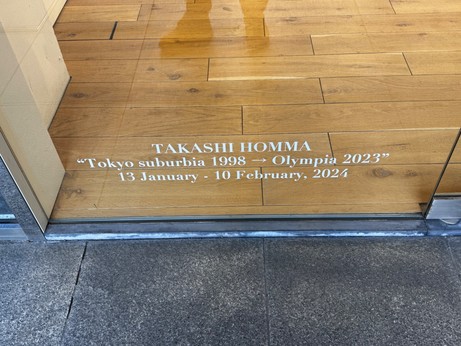 TAKASHI HOMMA
“Tokyo suburbia 1998 → Olympia 2023”
13 January - 10 February, 2024